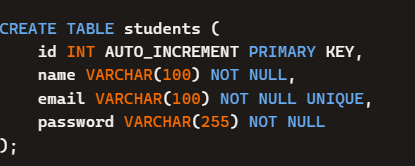 CREATE TABLE students (
    id INT AUTO_INCREMENT PRIMARY KEY,
    name VARCHAR(100) NOT NULL,
    email VARCHAR(100) NOT NULL UNIQUE,
    password VARCHAR(255) NOT NULL
);